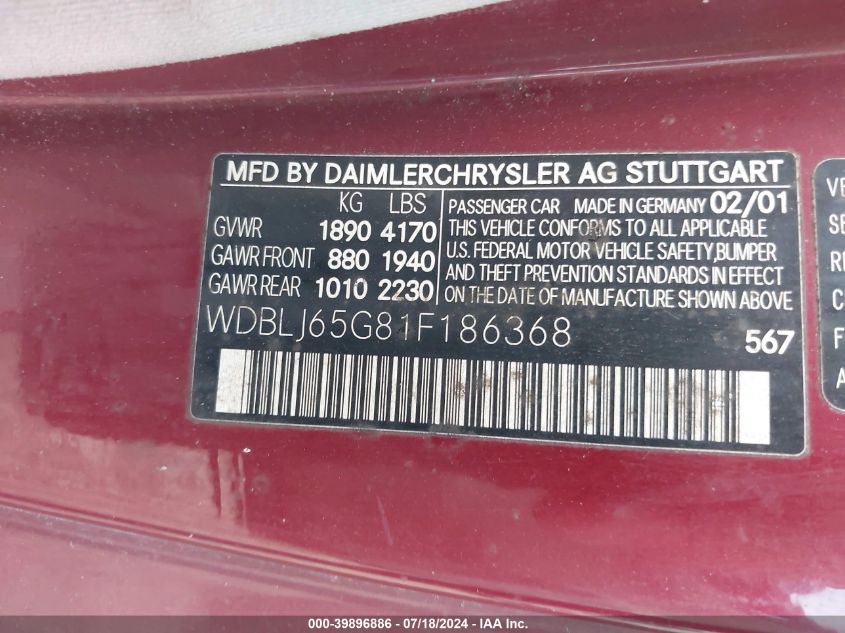 MFD BY DAIMLERCHRYSLER AG STUTTGART
KG LBS
GVWR 1890 4170
GAWR FRONT 880 1940
GAWR REAR 1010 2230
PASSENGER CAR MADE IN GERMANY 02/01
THIS VEHICLE CONFORMS TO ALL APPLICABLE
U.S. FEDERAL MOTOR VEHICLE SAFETY,BUMPER
AND THEFT PREVENTION STANDARDS IN EFFECT
ON THE DATE OF MANUFACTURE SHOWN ABOVE
WDBLJ65G81F186368
567
000-39896886 - 07/18/2024 - IAAI.com